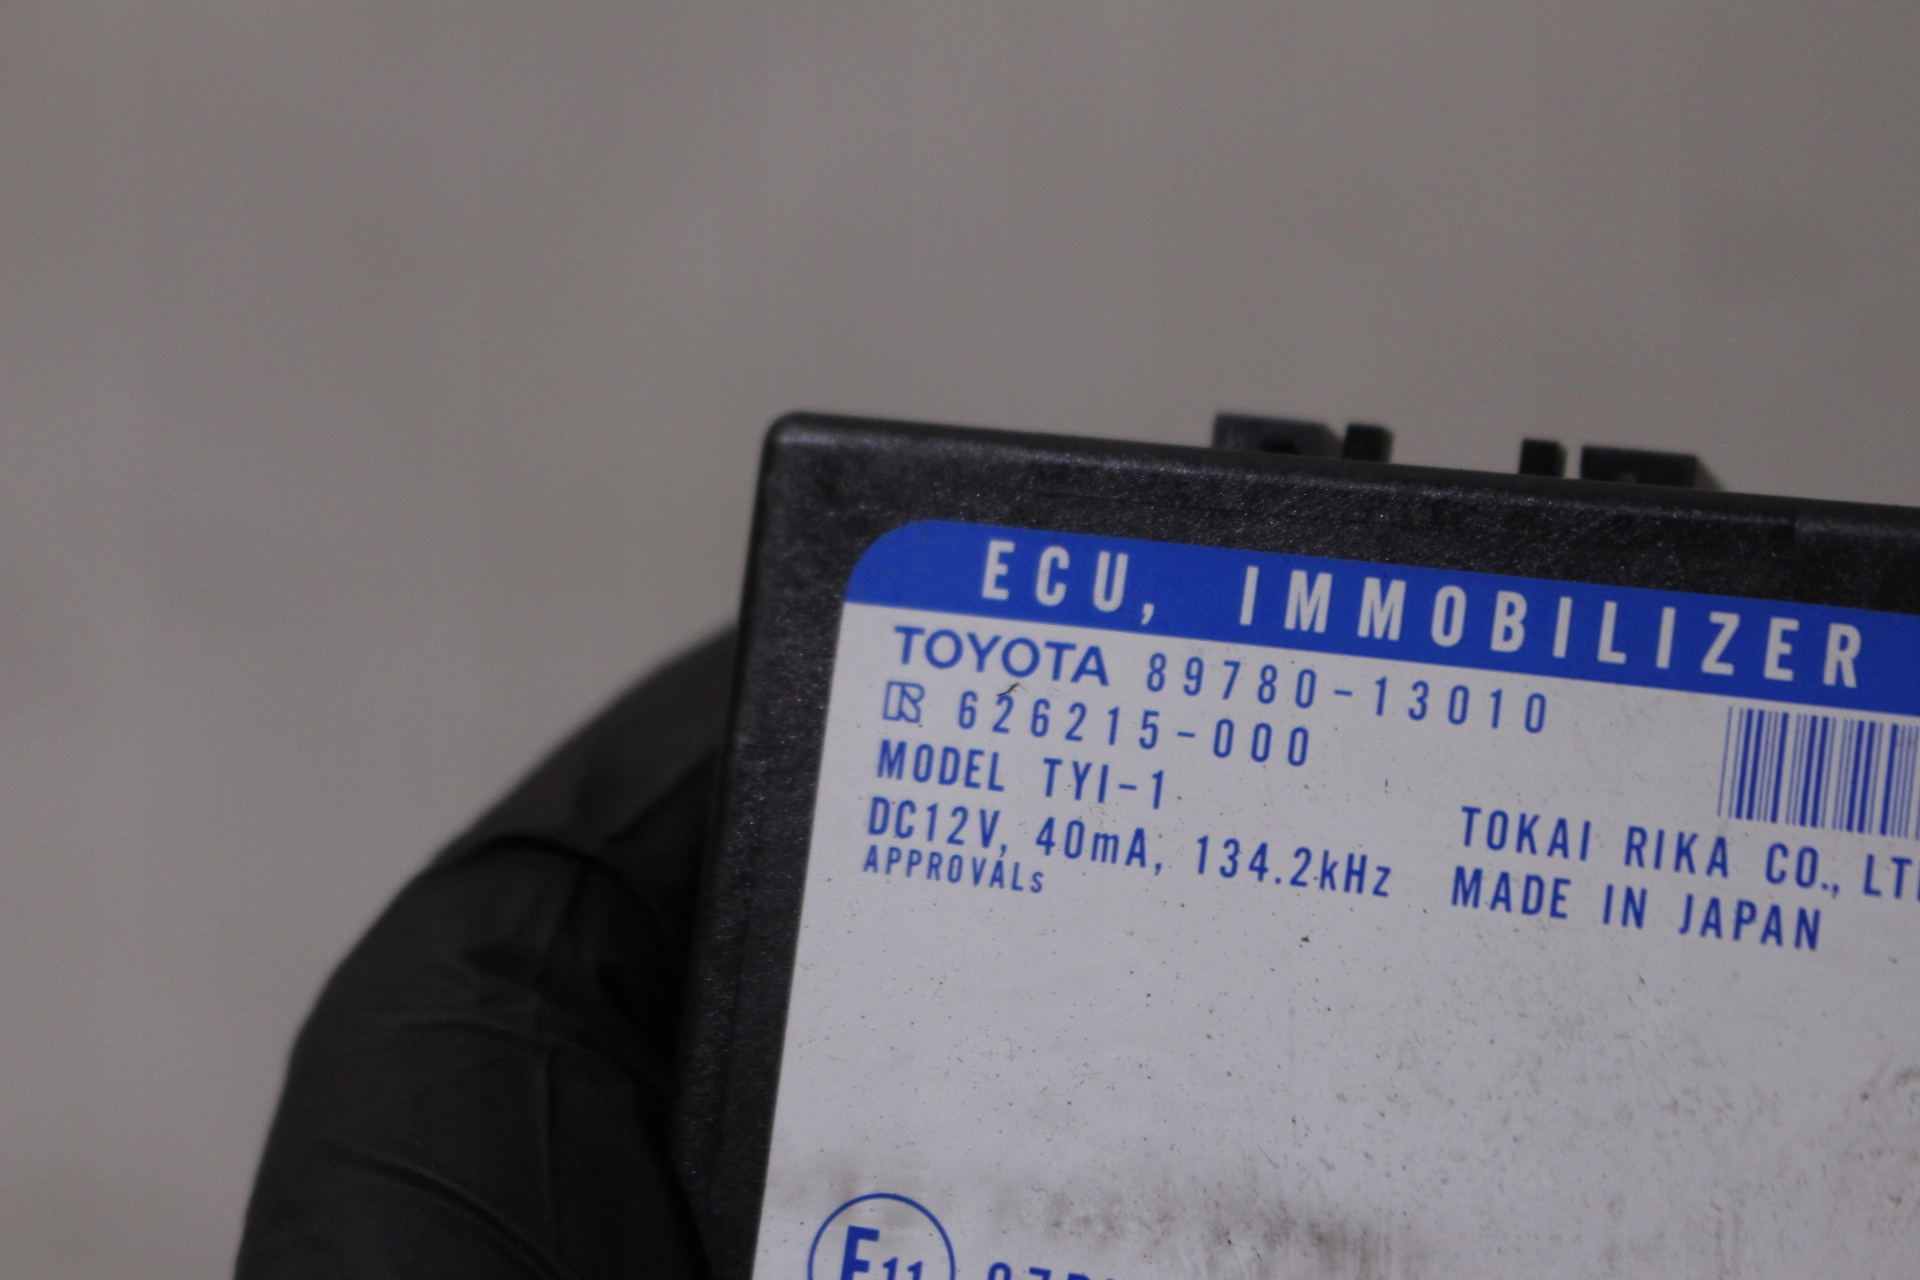 ECU, IMMOBILIZER
TOYOTA 89780-13010
R 626215-000
MODEL TYI-1
DC12V, 40mA, 134.2kHz
APPROVALs
TOKAI RIKA CO.,
MADE IN JAPAN
E11